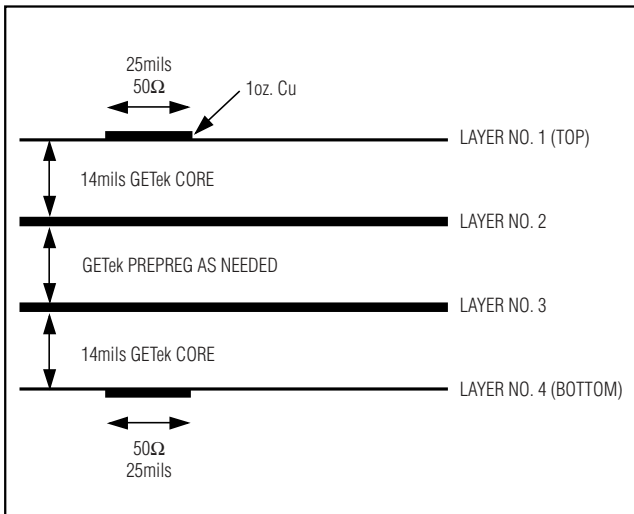 25mils
50Ω
1oz. Cu
LAYER NO. 1 (TOP)
14mils GETek CORE
LAYER NO. 2
GETek PREPREG AS NEEDED
LAYER NO. 3
14mils GETek CORE
LAYER NO. 4 (BOTTOM)
50Ω
25mils